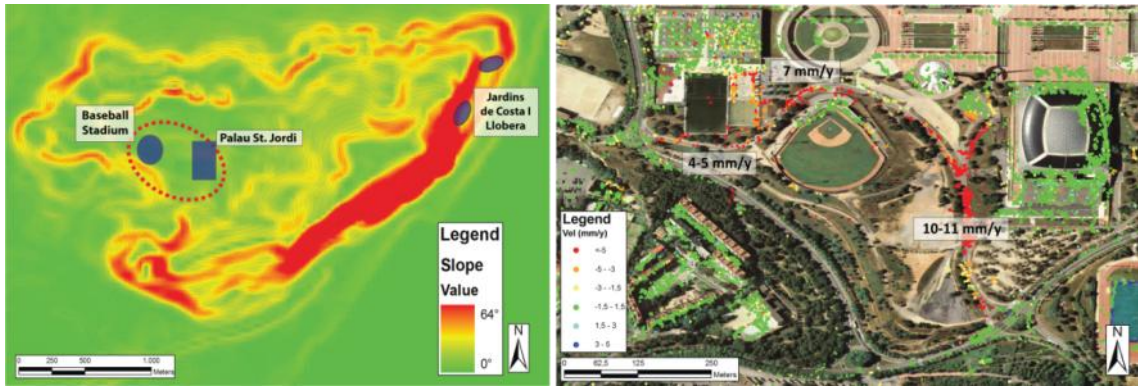 Baseball
Stadium
Palau St. Jordi
Jardins
de Costa I
Llobera
Legend
Slope
Value
64°
0°
N
0 250 500 1.000
Meters
7 mm/y
4-5 mm/y
10-11 mm/y
Legend
Vel (mm/y)
<-5
-5 - -3
-3 - -1,5
-1,5 - 1,5
1,5 - 3
3 - 5
0 62,5 125 250
Meters
N